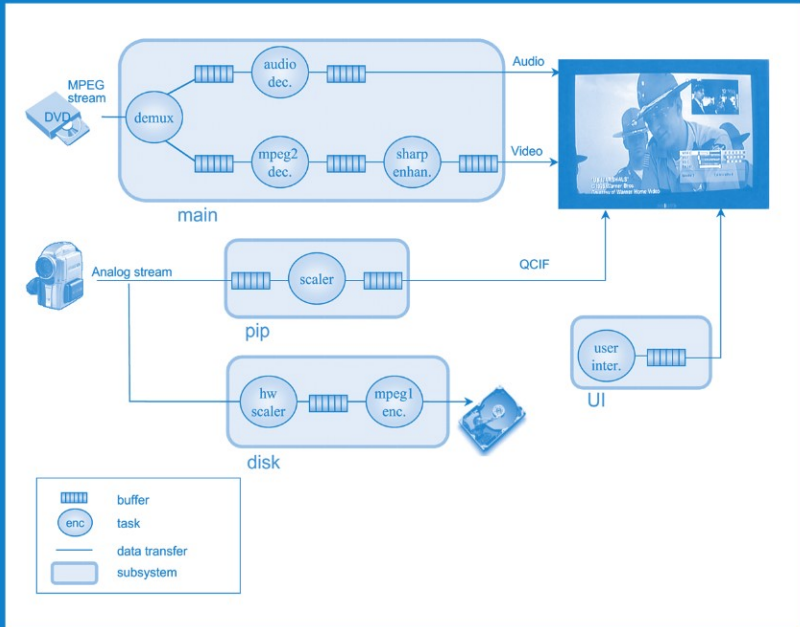 MPEG
stream
DVD
demux
audio
dec.
Audio
mpeg2
dec.
sharp
enhan.
Video
main
Analog stream
scaler
QCIF
pip
user
inter.
UI
hw
scaler
mpeg1
enc.
disk
buffer
enc
task
data transfer
subsystem